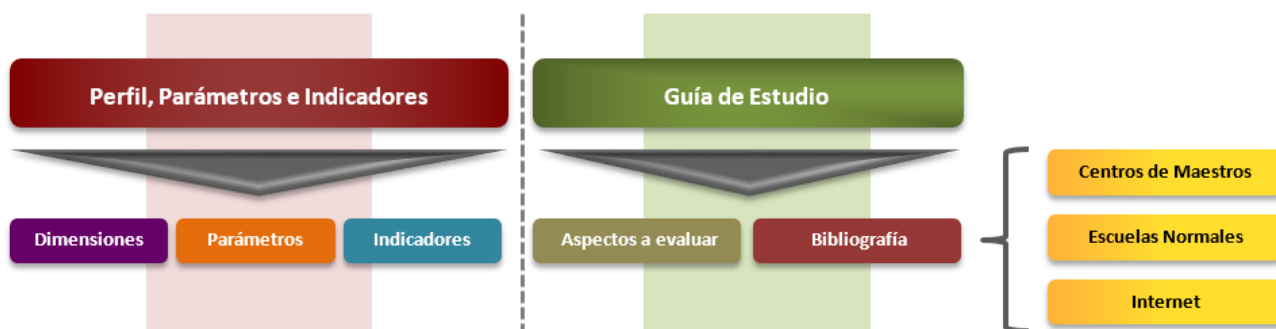 Perfil, Parámetros e Indicadores
Guía de Estudio
Dimensiones
Parámetros
Indicadores
Aspectos a evaluar
Bibliografía
Centros de Maestros
Escuelas Normales
Internet